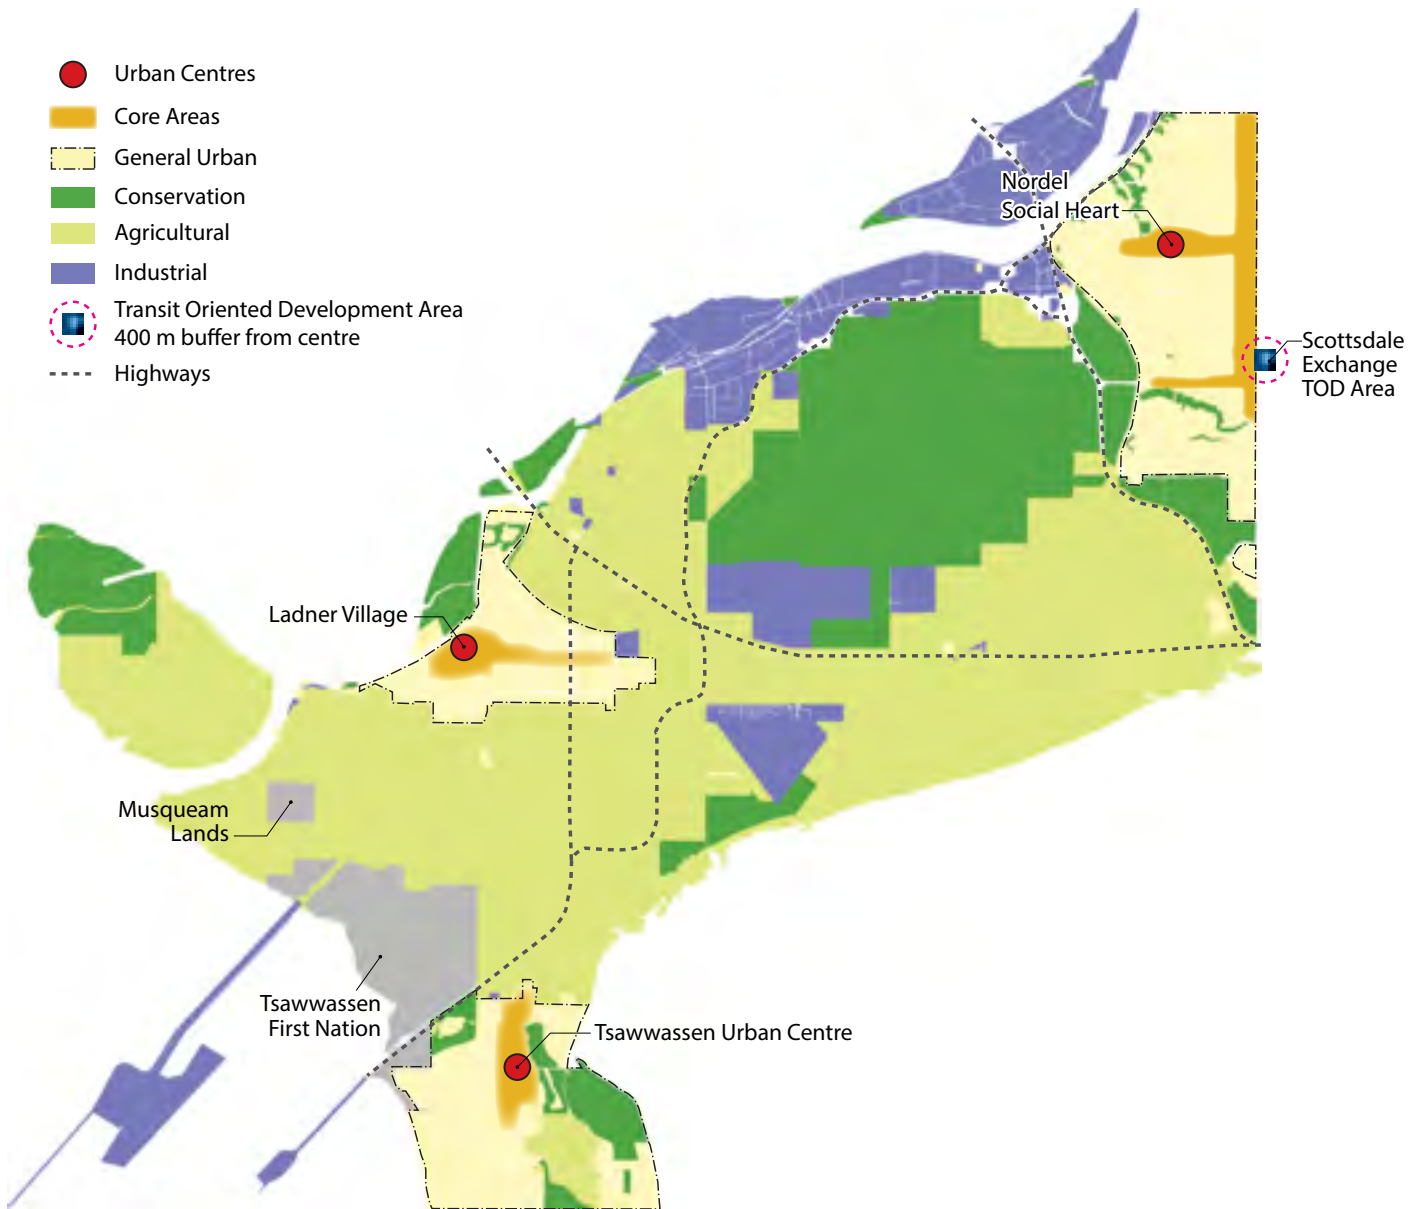 Urban Centres
Core Areas
General Urban
Conservation
Agricultural
Industrial
Transit Oriented Development Area
400 m buffer from centre
Highways
Nordel
Social Heart
Scottsdale
Exchange
TOD Area
Ladner Village
Musqueam
Lands
Tsawwassen
First Nation
Tsawwassen Urban Centre